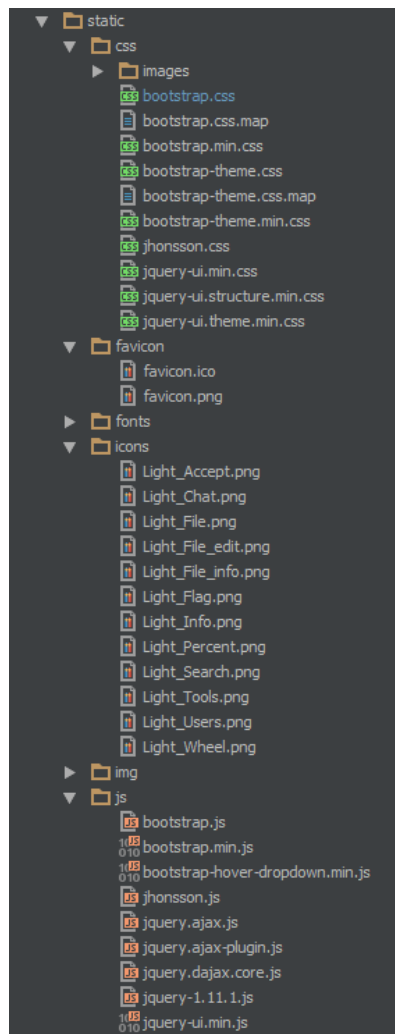 static
css
images
bootstrap.css
bootstrap.css.map
bootstrap.min.css
bootstrap-theme.css
bootstrap-theme.css.map
bootstrap-theme.min.css
jhonsson.css
jquery-ui.min.css
jquery-ui.structure.min.css
jquery-ui.theme.min.css
favicon
favicon.ico
favicon.png
fonts
icons
Light_Accept.png
Light_Chat.png
Light_File.png
Light_File_edit.png
Light_File_info.png
Light_Flag.png
Light_Info.png
Light_Percent.png
Light_Search.png
Light_Tools.png
Light_Users.png
Light_Wheel.png
img
js
bootstrap.js
bootstrap.min.js
bootstrap-hover-dropdown.min.js
jhonsson.js
jquery.ajax.js
jquery.ajax-plugin.js
jquery.dajax.core.js
jquery-1.11.1.js
jquery-ui.min.js